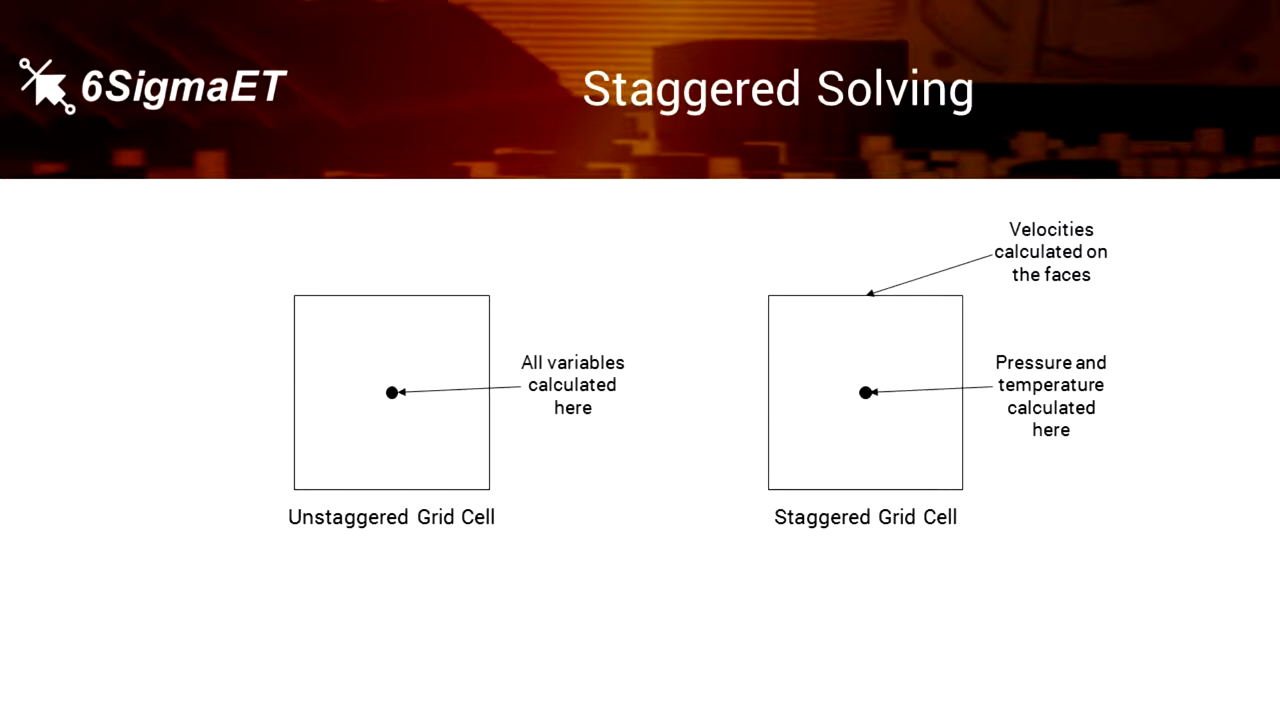 6SigmaET
Staggered Solving
All variables
calculated
here
Unstaggered Grid Cell
Velocities
calculated on
the faces
Pressure and
temperature
calculated
here
Staggered Grid Cell